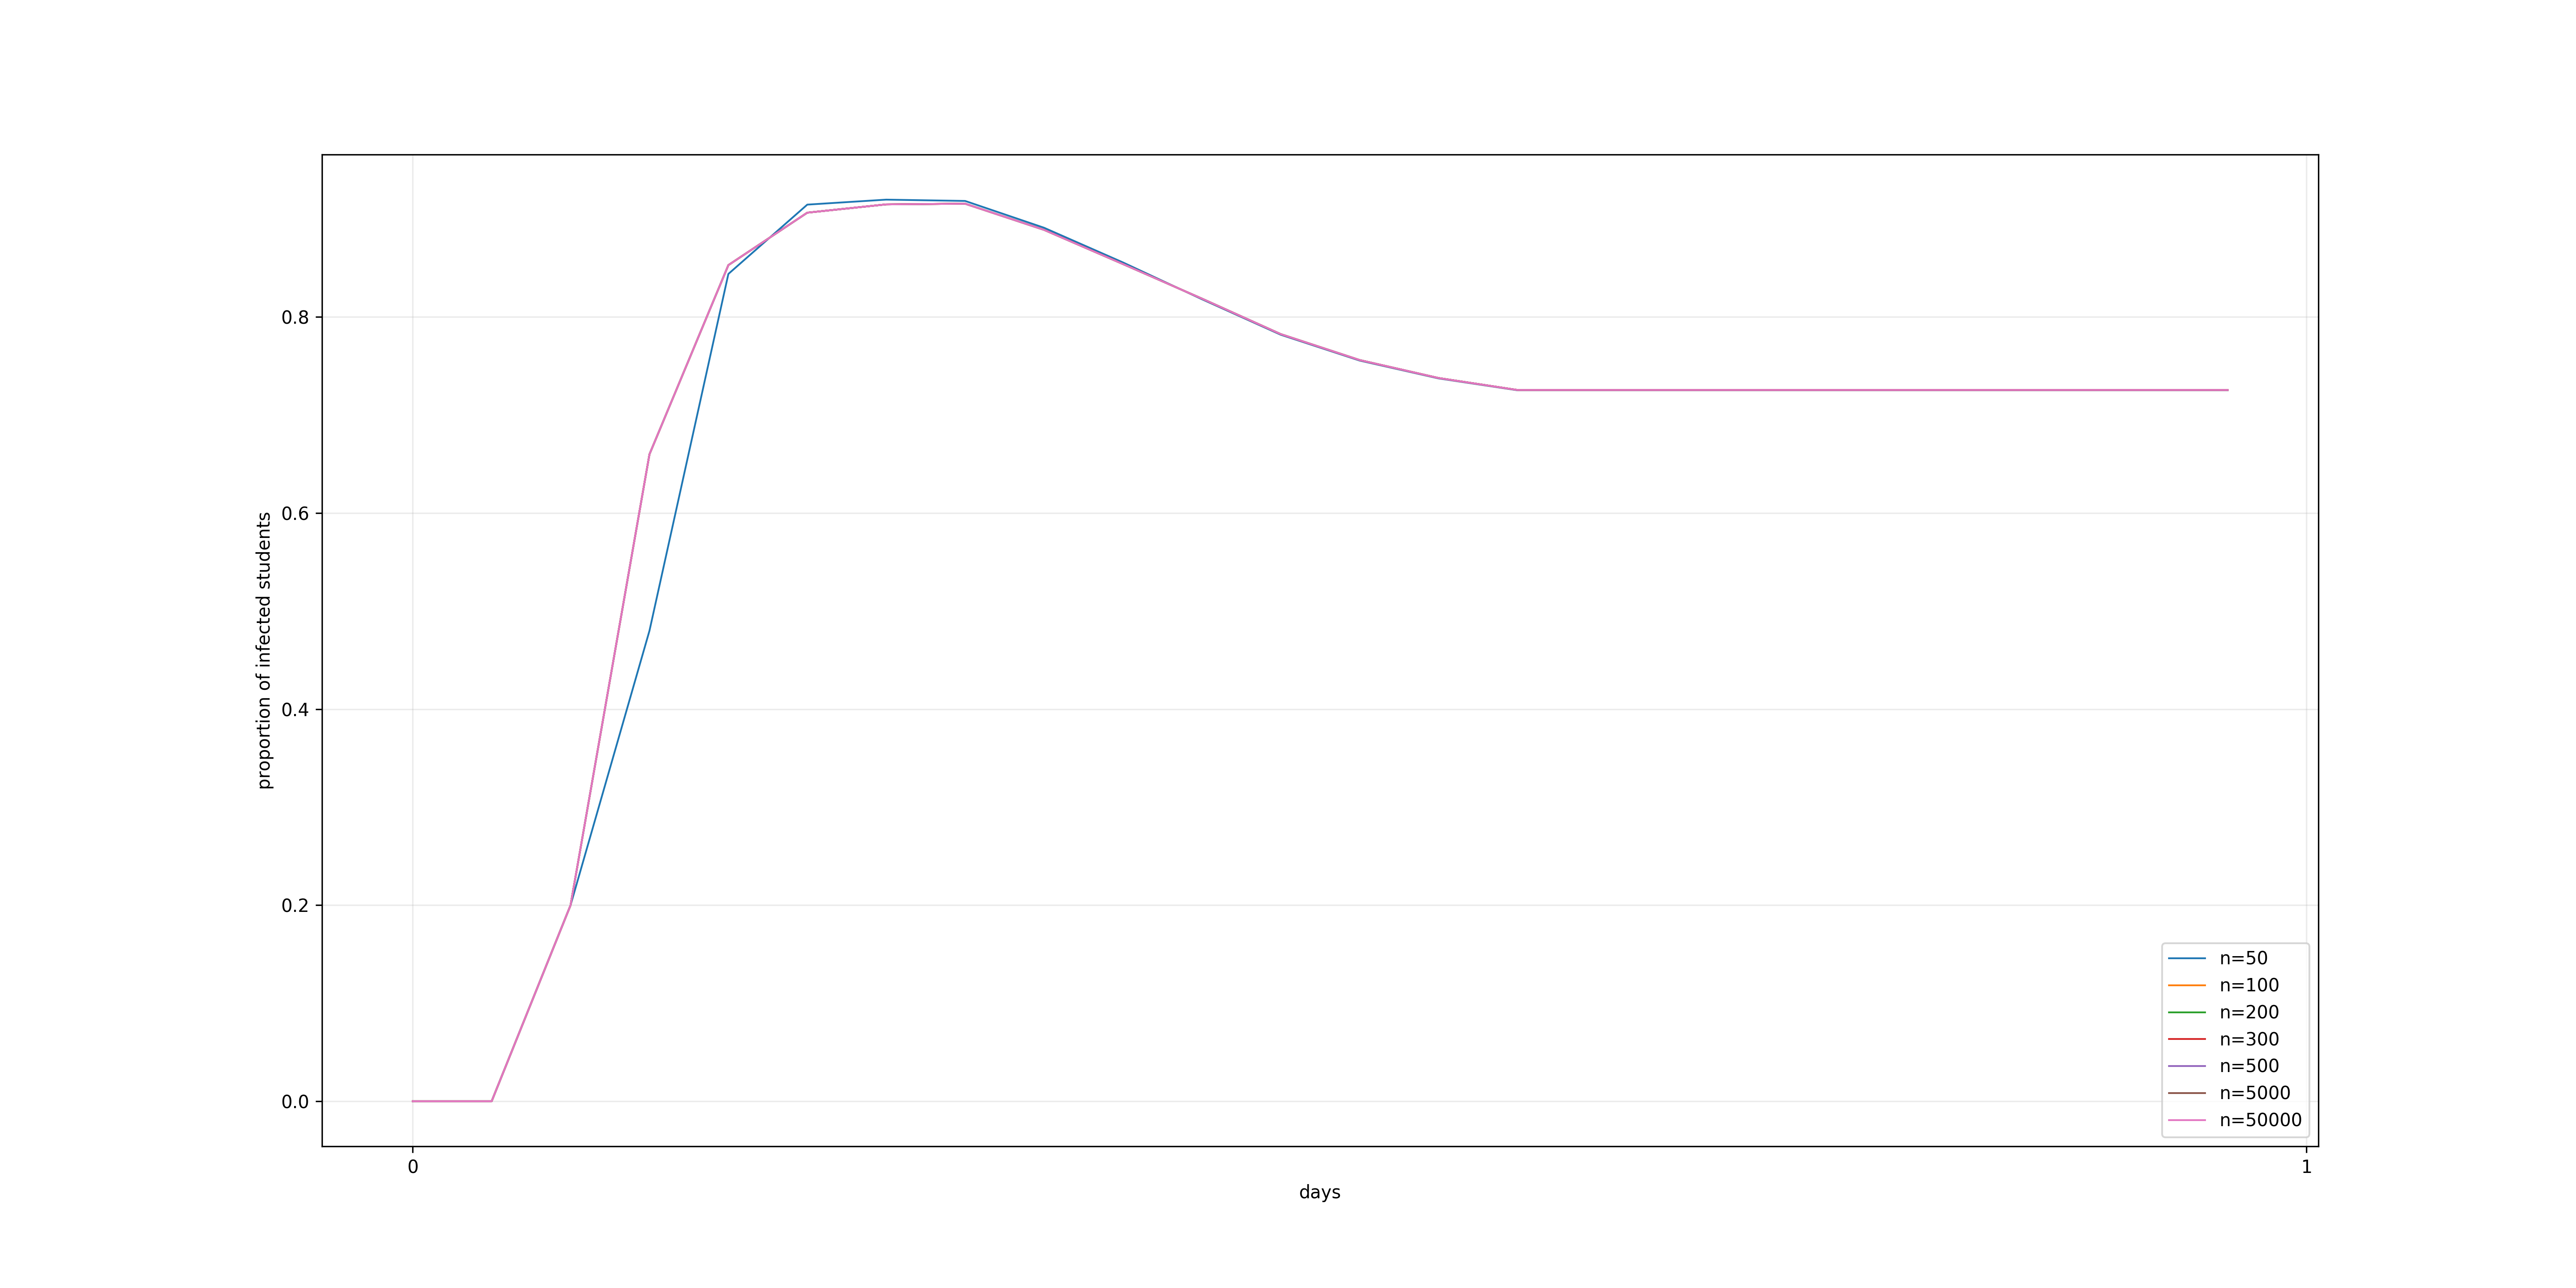 proportion of infected students
0.8
0.6
0.4
0.2
0.0
0
1
days
n=50
n=100
n=200
n=300
n=500
n=5000
n=50000